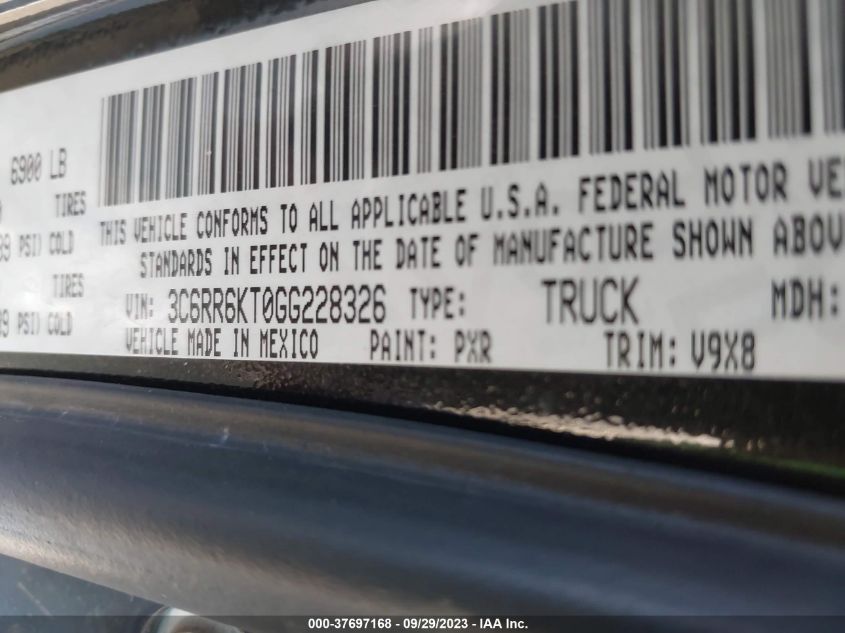 6900 LB
TIRES
PSI) COLD
TIRES
PSI) COLD
THIS VEHICLE CONFORMS TO ALL APPLICABLE U.S.A. FEDERAL MOTOR VE
STANDARDS IN EFFECT ON THE DATE OF MANUFACTURE SHOWN ABOV
VIN: 3C6RR6KT0GG228326 TYPE: TRUCK MDH:
VEHICLE MADE IN MEXICO PAINT: PXR TRIM: V9X8
000-37697168 - 09/29/2023 - IAA Inc.